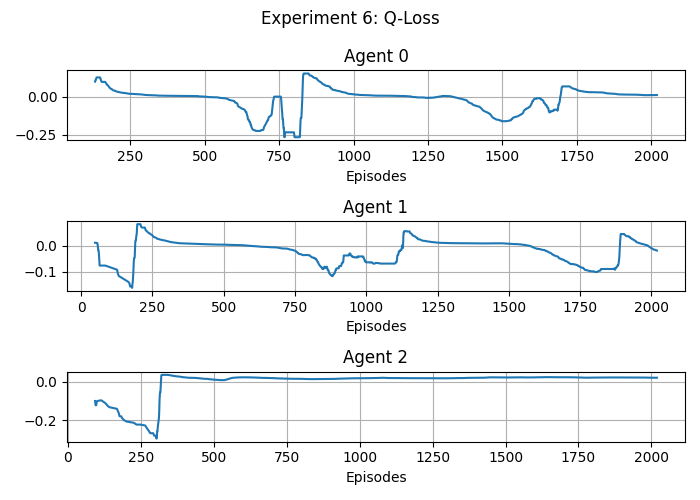 Experiment 6: Q-Loss
Agent 0
0.00
−0.25
250 500 750 1000 1250 1500 1750 2000
Episodes
Agent 1
0.0
−0.1
0 250 500 750 1000 1250 1500 1750 2000
Episodes
Agent 2
0.0
−0.2
0 250 500 750 1000 1250 1500 1750 2000
Episodes